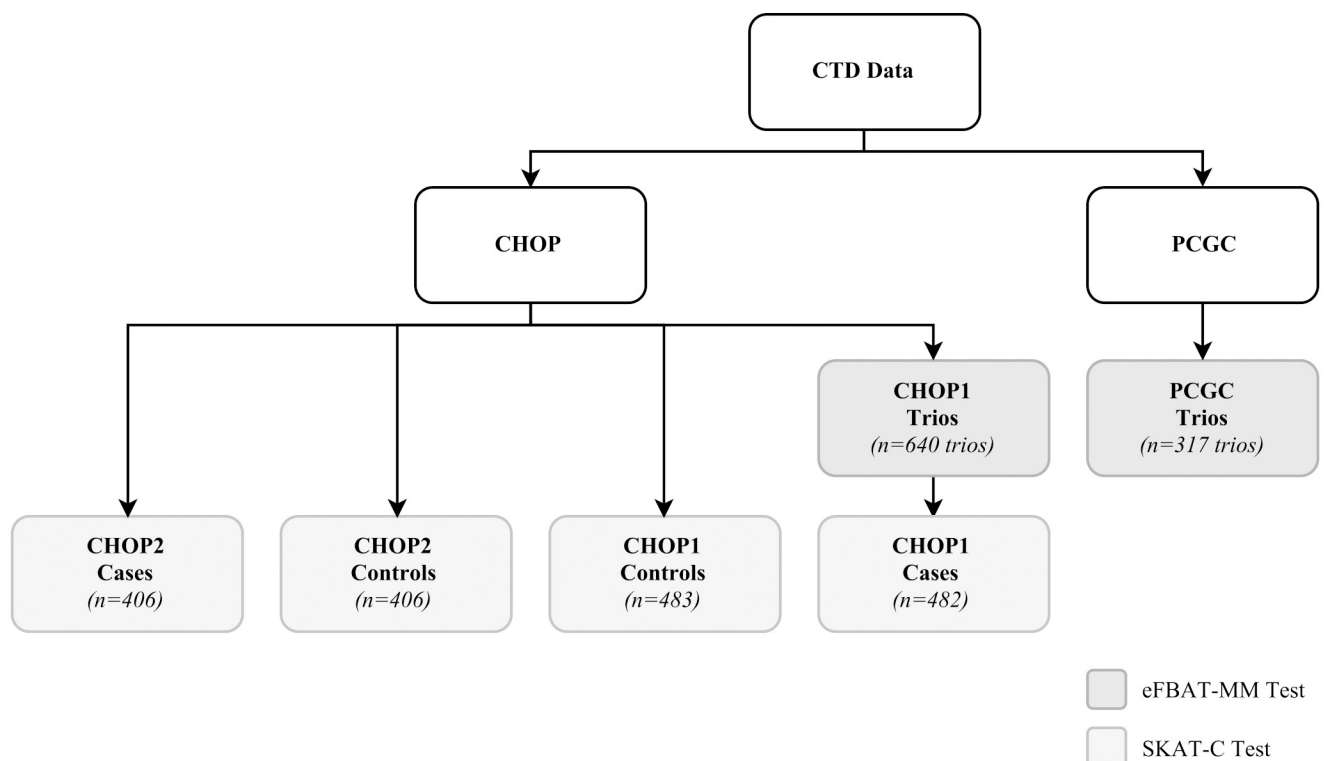 CTD Data
CHOP
PCGC
CHOP1
Trios
(n=640 trios)
PCGC
Trios
(n=317 trios)
CHOP2
Cases
(n=406)
CHOP2
Controls
(n=406)
CHOP1
Controls
(n=483)
CHOP1
Cases
(n=482)
eFBAT-MM Test
SKAT-C Test